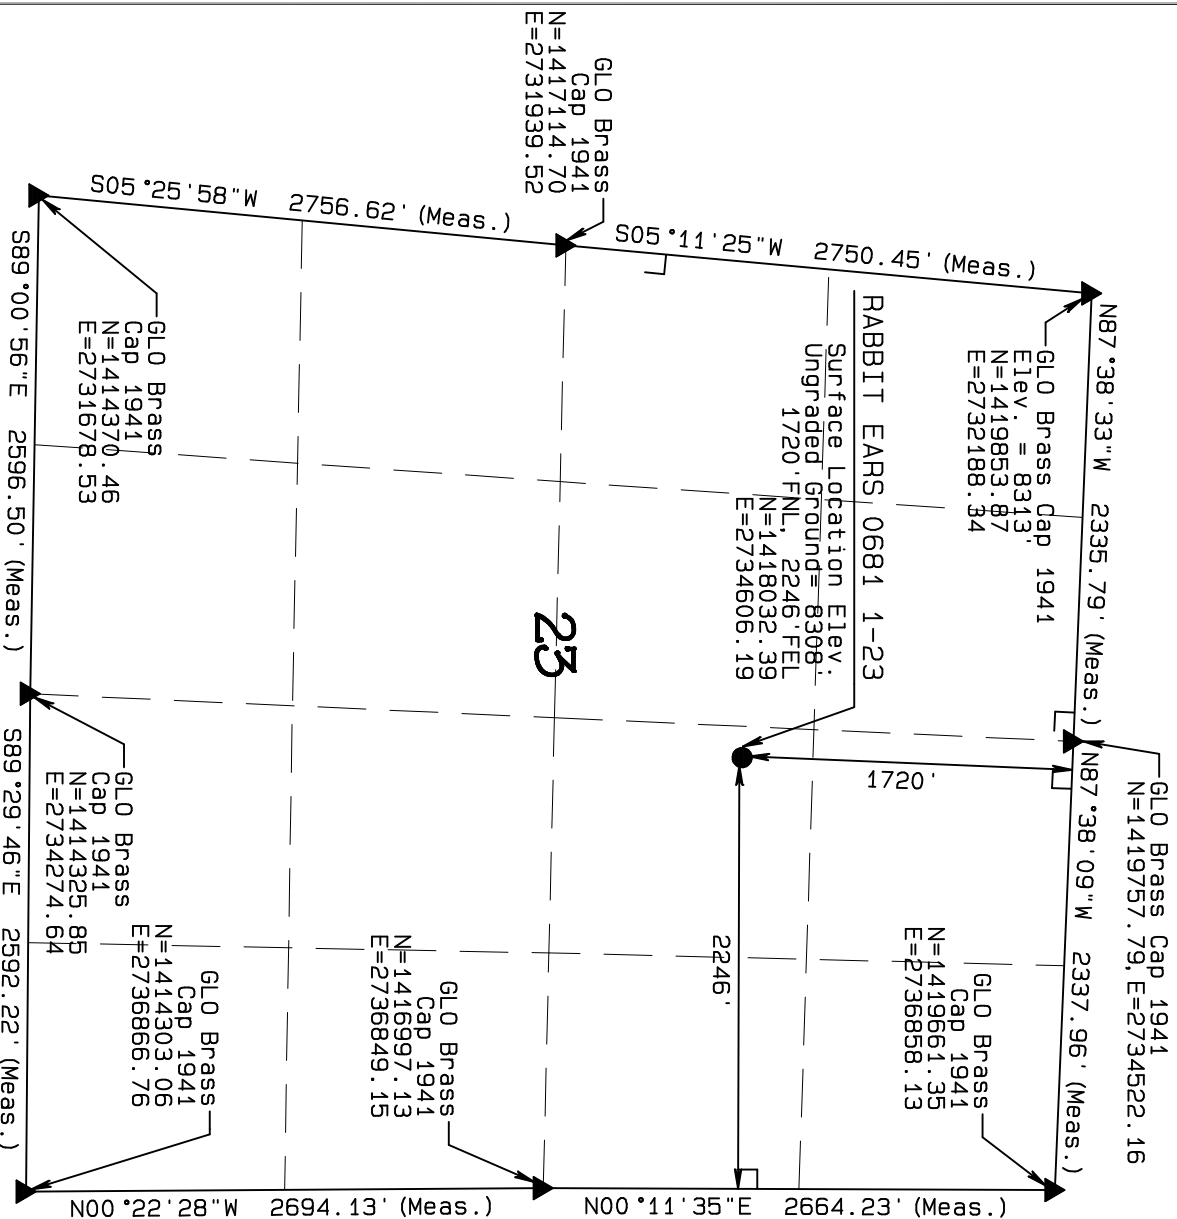 GLO Brass Cap 1941
N=1419757.79, E=2734522.16
N87°38'33"W 2335.79' (Meas.)
N87°38'09"W 2337.96' (Meas.)
GLO Brass Cap 1941
Elev. = 8313'
N=1419853.87
E=2732188.34
GLO Brass
Cap 1941
N=1419661.35
E=2736858.13
RABBIT EARS 0681 1-23
Surface Location Elev.
Ungraded Ground= 8308'
1720'FNL, 2246'FEL
N=1418032.39
E=2734606.19
1720'
2246'
S05°11'25"W 2750.45' (Meas.)
N00°11'35"E 2664.23' (Meas.)
GLO Brass
Cap 1941
N=1417114.70
E=2731939.52
23
GLO Brass
Cap 1941
N=1416997.13
E=2736849.15
S05°25'58"W 2756.62' (Meas.)
N00°22'28"W 2694.13' (Meas.)
GLO Brass
Cap 1941
N=1414370.46
E=2731678.53
GLO Brass
Cap 1941
N=1414325.85
E=2734274.64
GLO Brass
Cap 1941
N=1414303.06
E=2736866.76
S89°00'56"E 2596.50' (Meas.)
S89°29'46"E 2592.22' (Meas.)